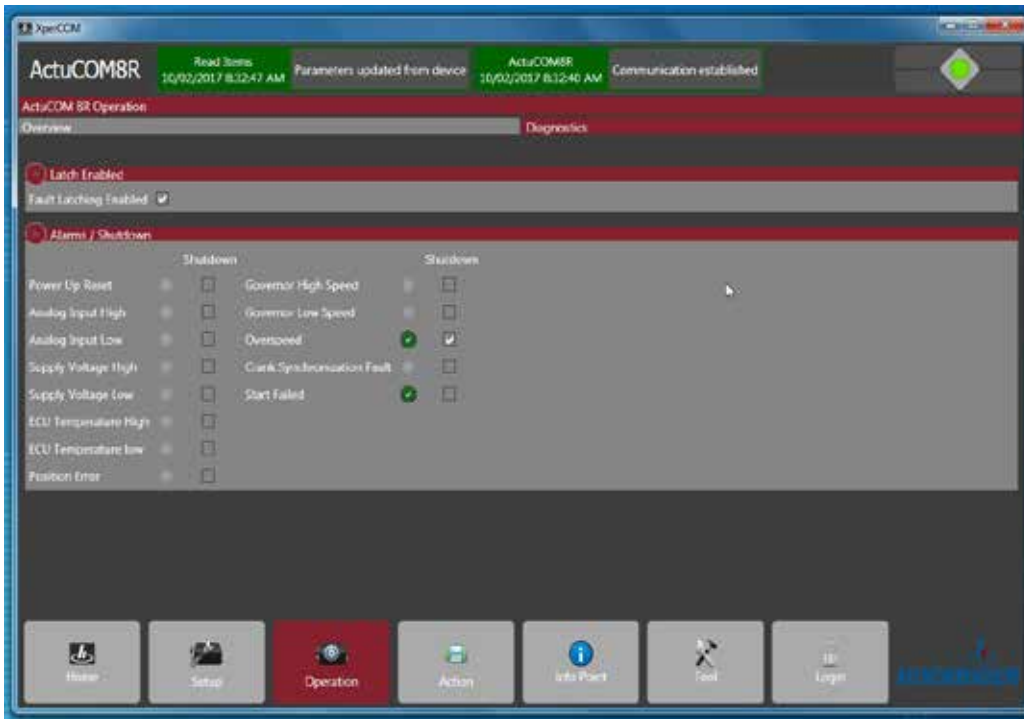 XperCOM
ActuCOM8R
Read Items
10/02/2017 8:32:47 AM
Parameters updated from device
ActuCOM8R
10/02/2017 8:32:40 AM
Communication established
ActuCOM 8R Operation
Overview
Diagnostics
Latch Enabled
Fault Latching Enabled
Alarms / Shutdown
Shutdown
Shutdown
Power Up Reset
Governor High Speed
Analog Input High
Governor Low Speed
Analog Input Low
Overspeed
Supply Voltage High
Crank Synchronization Fault
Supply Voltage Low
Start Failed
ECU Temperature High
ECU Temperature low
Position Error
Home
Setup
Operation
Action
Info Point
Tool
Login